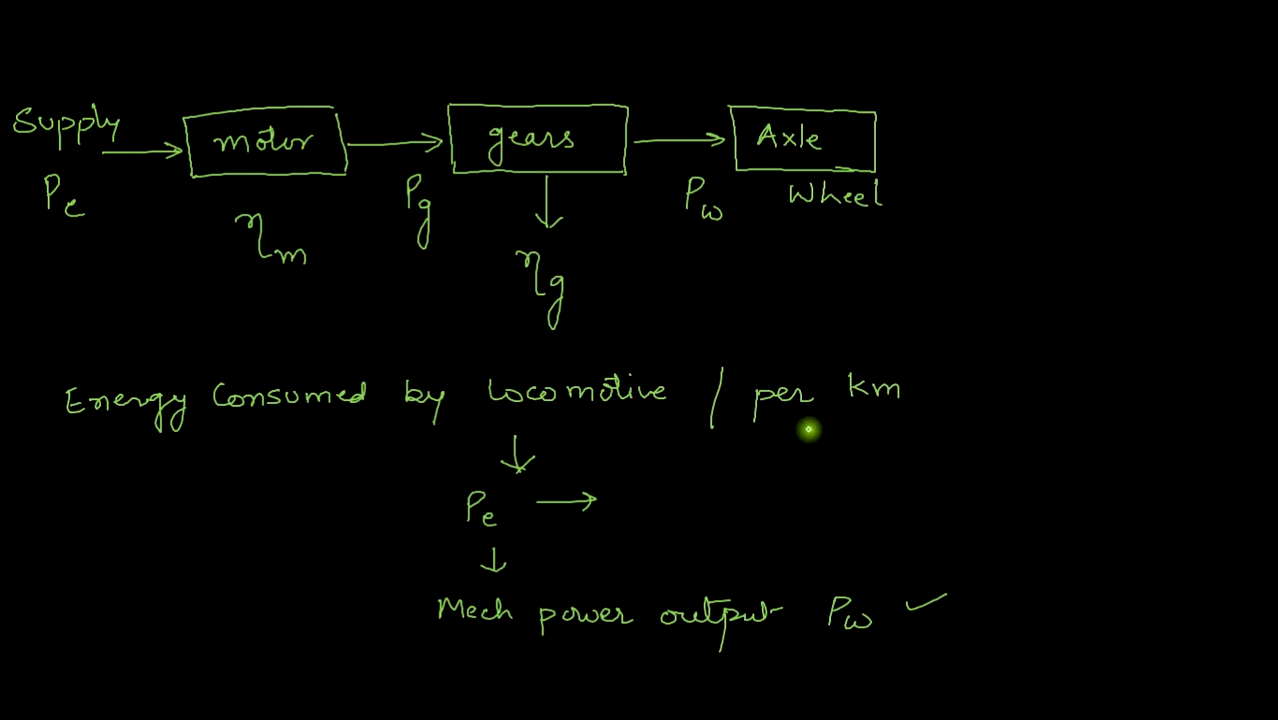 Supply → motor → gears → Axle
Pe Pg Pw Wheel
ηm ηg
Energy Consumed by Locomotive / per km
Pe →
Mech power output Pw ✓